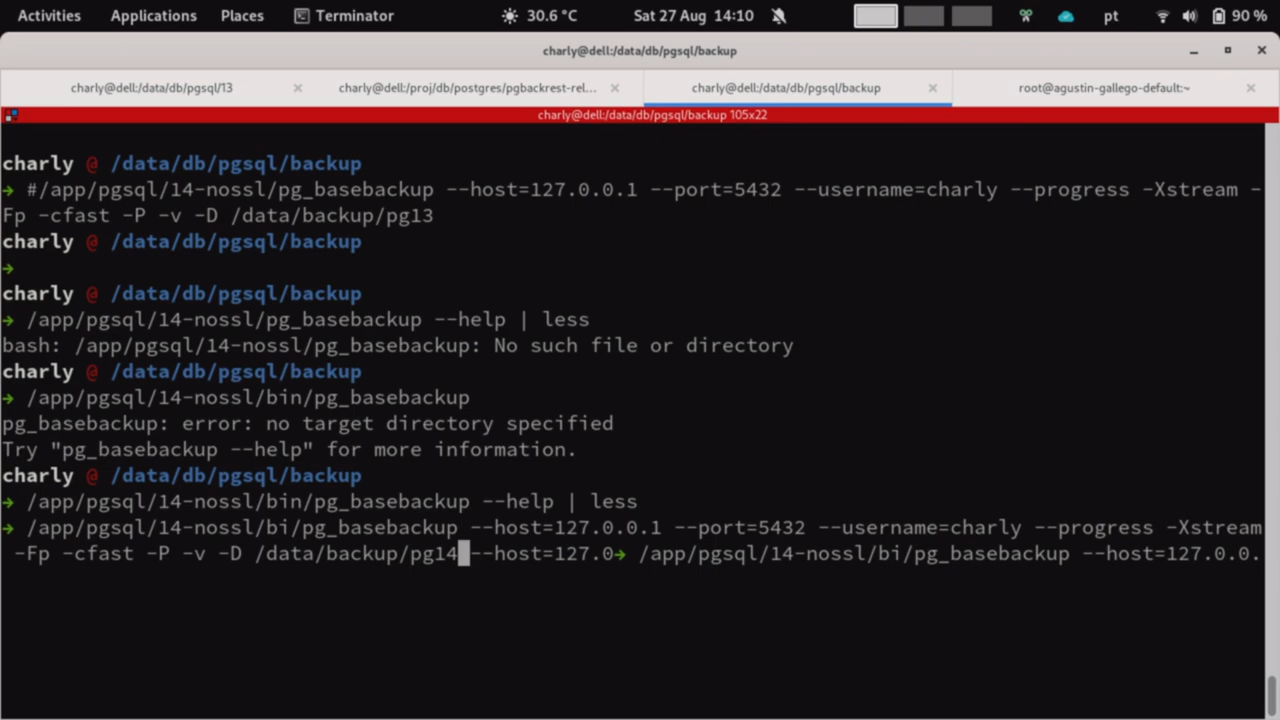 Activities Applications Places Terminator 30.6 °C Sat 27 Aug 14:10 pt 90 %
charly@dell:/data/db/pgsql/backup
charly@dell:/data/db/pgsql/13 × charly@dell:/proj/db/postgres/pgbackrest-rel... × charly@dell:/data/db/pgsql/backup × root@agustin-gallego-default:~ ×
charly@dell:/data/db/pgsql/backup 105x22
charly @ /data/db/pgsql/backup
→ #/app/pgsql/14-nossl/pg_basebackup --host=127.0.0.1 --port=5432 --username=charly --progress -Xstream -
Fp -cfast -P -v -D /data/backup/pg13
charly @ /data/db/pgsql/backup
→
charly @ /data/db/pgsql/backup
→ /app/pgsql/14-nossl/pg_basebackup --help | less
bash: /app/pgsql/14-nossl/pg_basebackup: No such file or directory
charly @ /data/db/pgsql/backup
→ /app/pgsql/14-nossl/bin/pg_basebackup
pg_basebackup: error: no target directory specified
Try "pg_basebackup --help" for more information.
charly @ /data/db/pgsql/backup
→ /app/pgsql/14-nossl/bin/pg_basebackup --help | less
→ /app/pgsql/14-nossl/bi/pg_basebackup --host=127.0.0.1 --port=5432 --username=charly --progress -Xstream
-Fp -cfast -P -v -D /data/backup/pg14 --host=127.0→ /app/pgsql/14-nossl/bi/pg_basebackup --host=127.0.0.